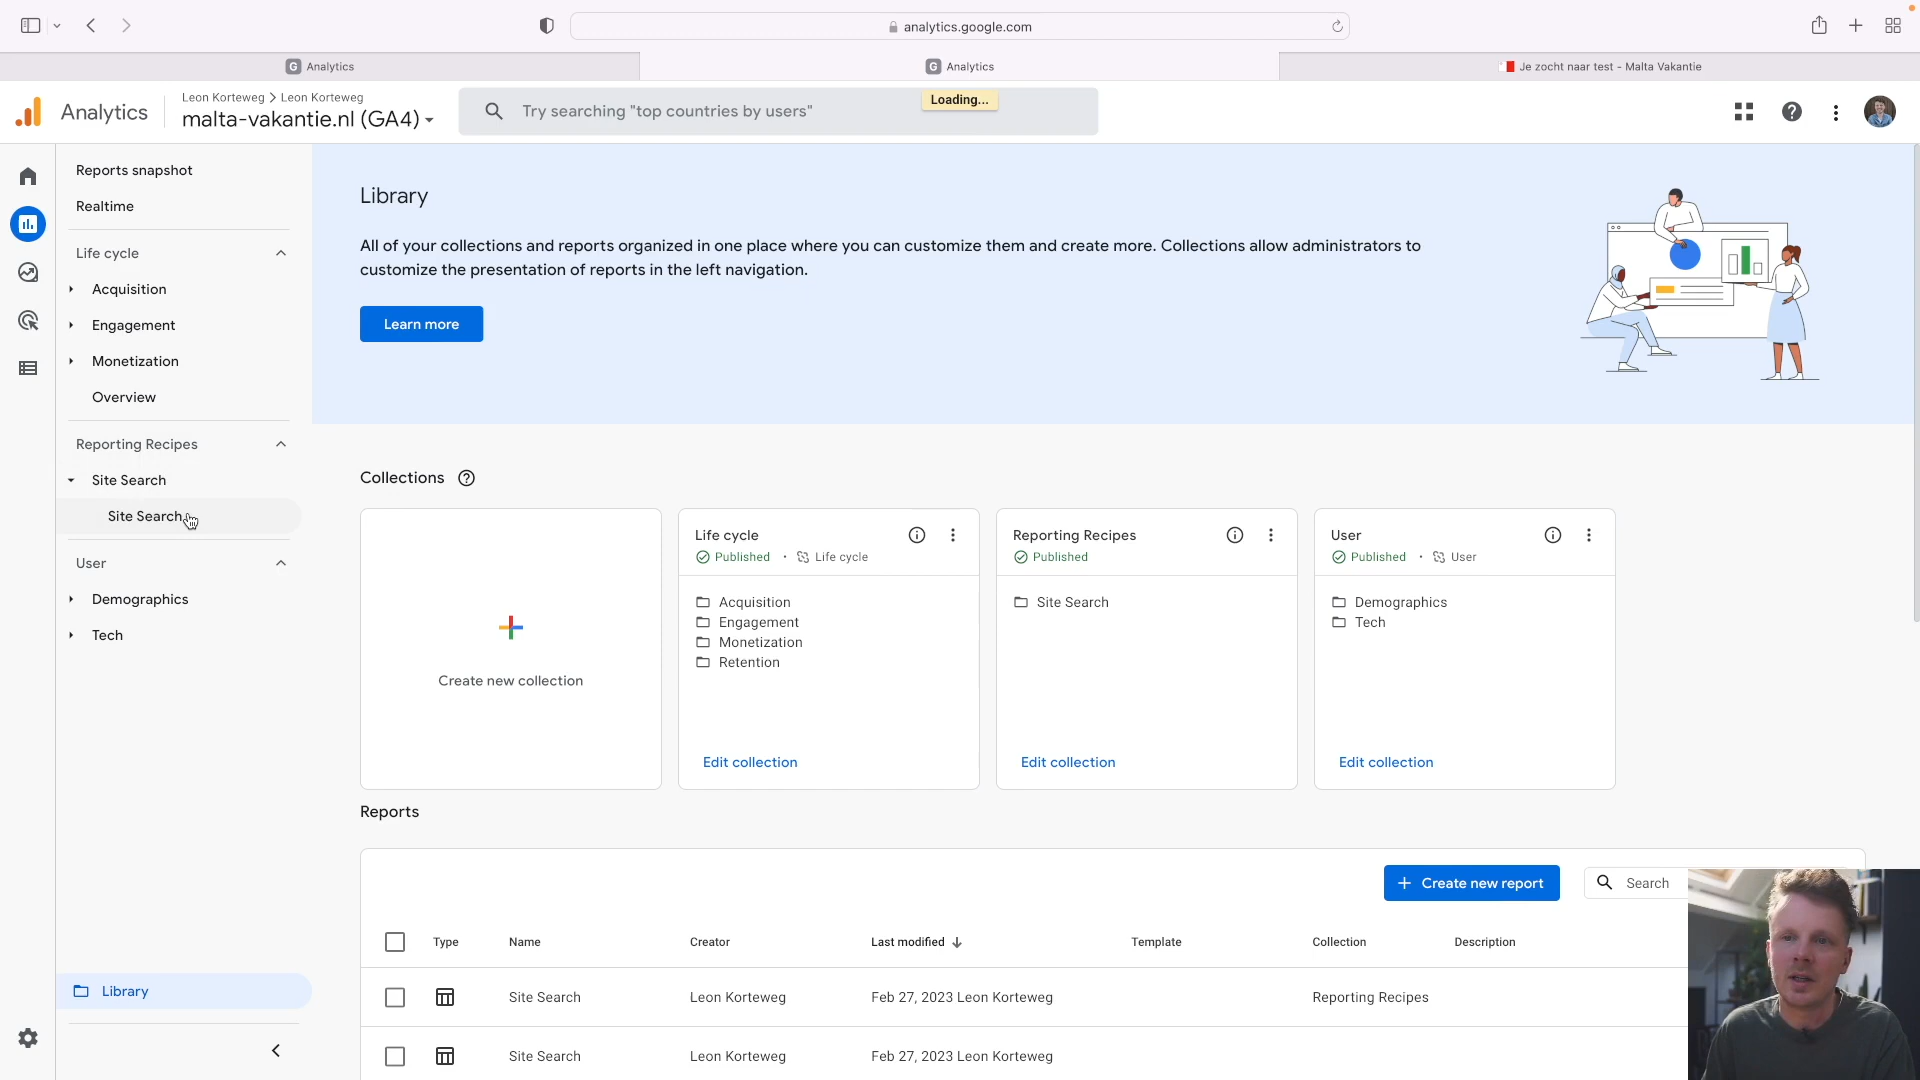 analytics.google.com
G Analytics
G Analytics
Je zocht naar test - Malta Vakantie
Analytics
Leon Korteweg > Leon Korteweg
malta-vakantie.nl (GA4)
Try searching "top countries by users"
Loading...
Reports snapshot
Realtime
Life cycle
Acquisition
Engagement
Monetization
Overview
Reporting Recipes
Site Search
Site Search
User
Demographics
Tech
Library
Library
All of your collections and reports organized in one place where you can customize them and create more. Collections allow administrators to
customize the presentation of reports in the left navigation.
Learn more
Collections
Create new collection
Life cycle
Published • Life cycle
Acquisition
Engagement
Monetization
Retention
Edit collection
Reporting Recipes
Published
Site Search
Edit collection
User
Published • User
Demographics
Tech
Edit collection
Reports
+ Create new report
Search
Type Name Creator Last modified Template Collection Description
Site Search Leon Korteweg Feb 27, 2023 Leon Korteweg Reporting Recipes
Site Search Leon Korteweg Feb 27, 2023 Leon Korteweg